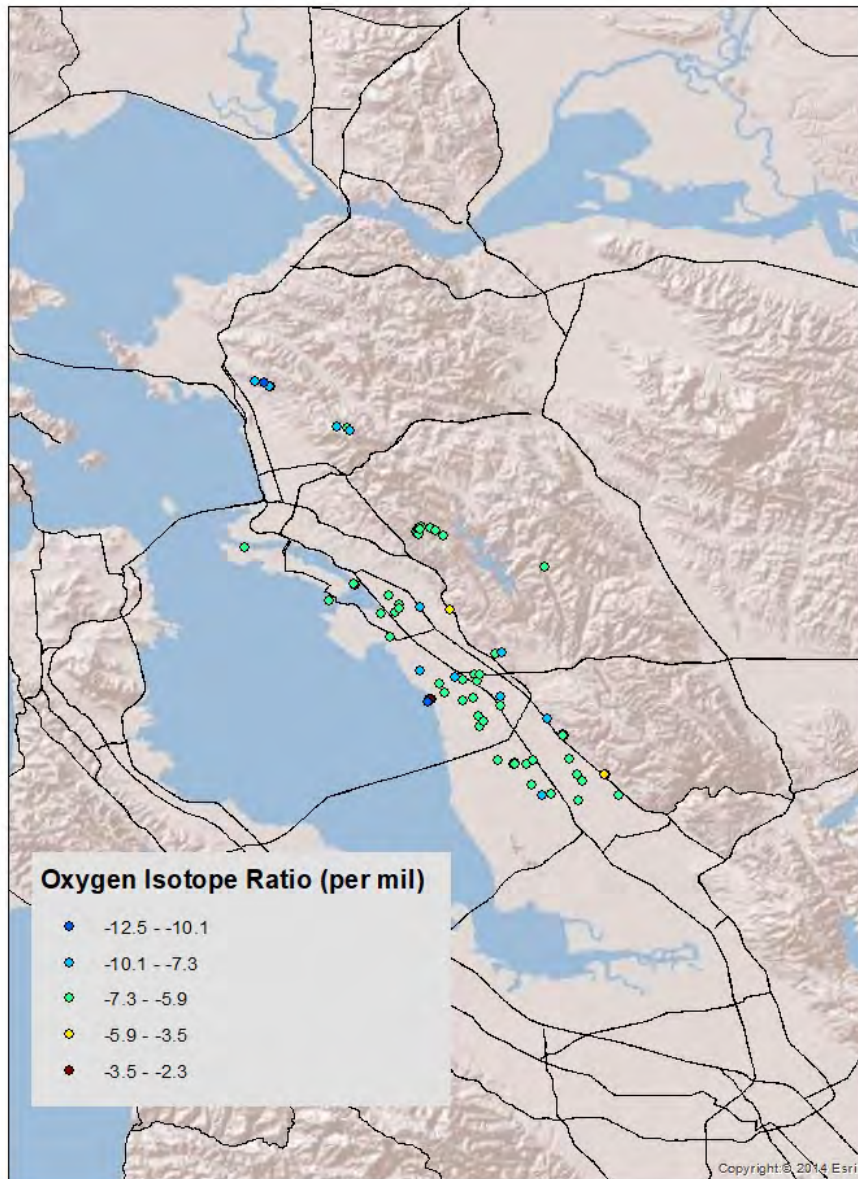 Oxygen Isotope Ratio (per mil)
-12.5 - -10.1
-10.1 - -7.3
-7.3 - -5.9
-5.9 - -3.5
-3.5 - -2.3
Copyright:© 2014 Esri